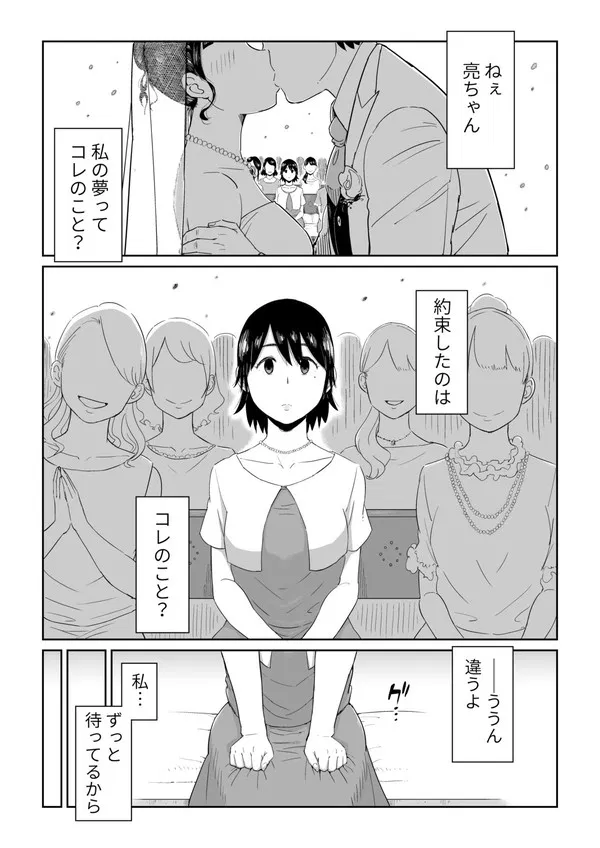 ねぇ
亮ちゃん
私の夢って
コレのこと？
約束したのは
コレのこと？
──ううん
違うよ
グッ…
私…
ずっと
待ってるから